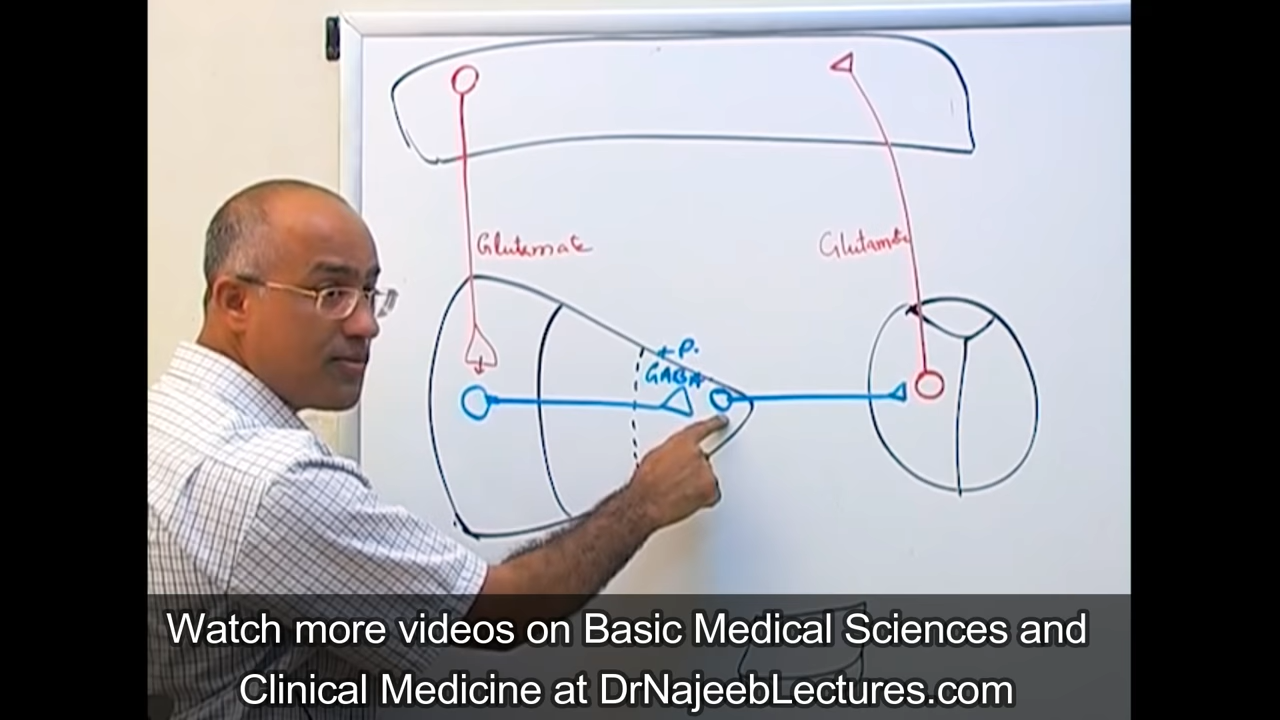 Glutamate
Glutamate
+ P.
GABA
Watch more videos on Basic Medical Sciences and
Clinical Medicine at DrNajeebLectures.com